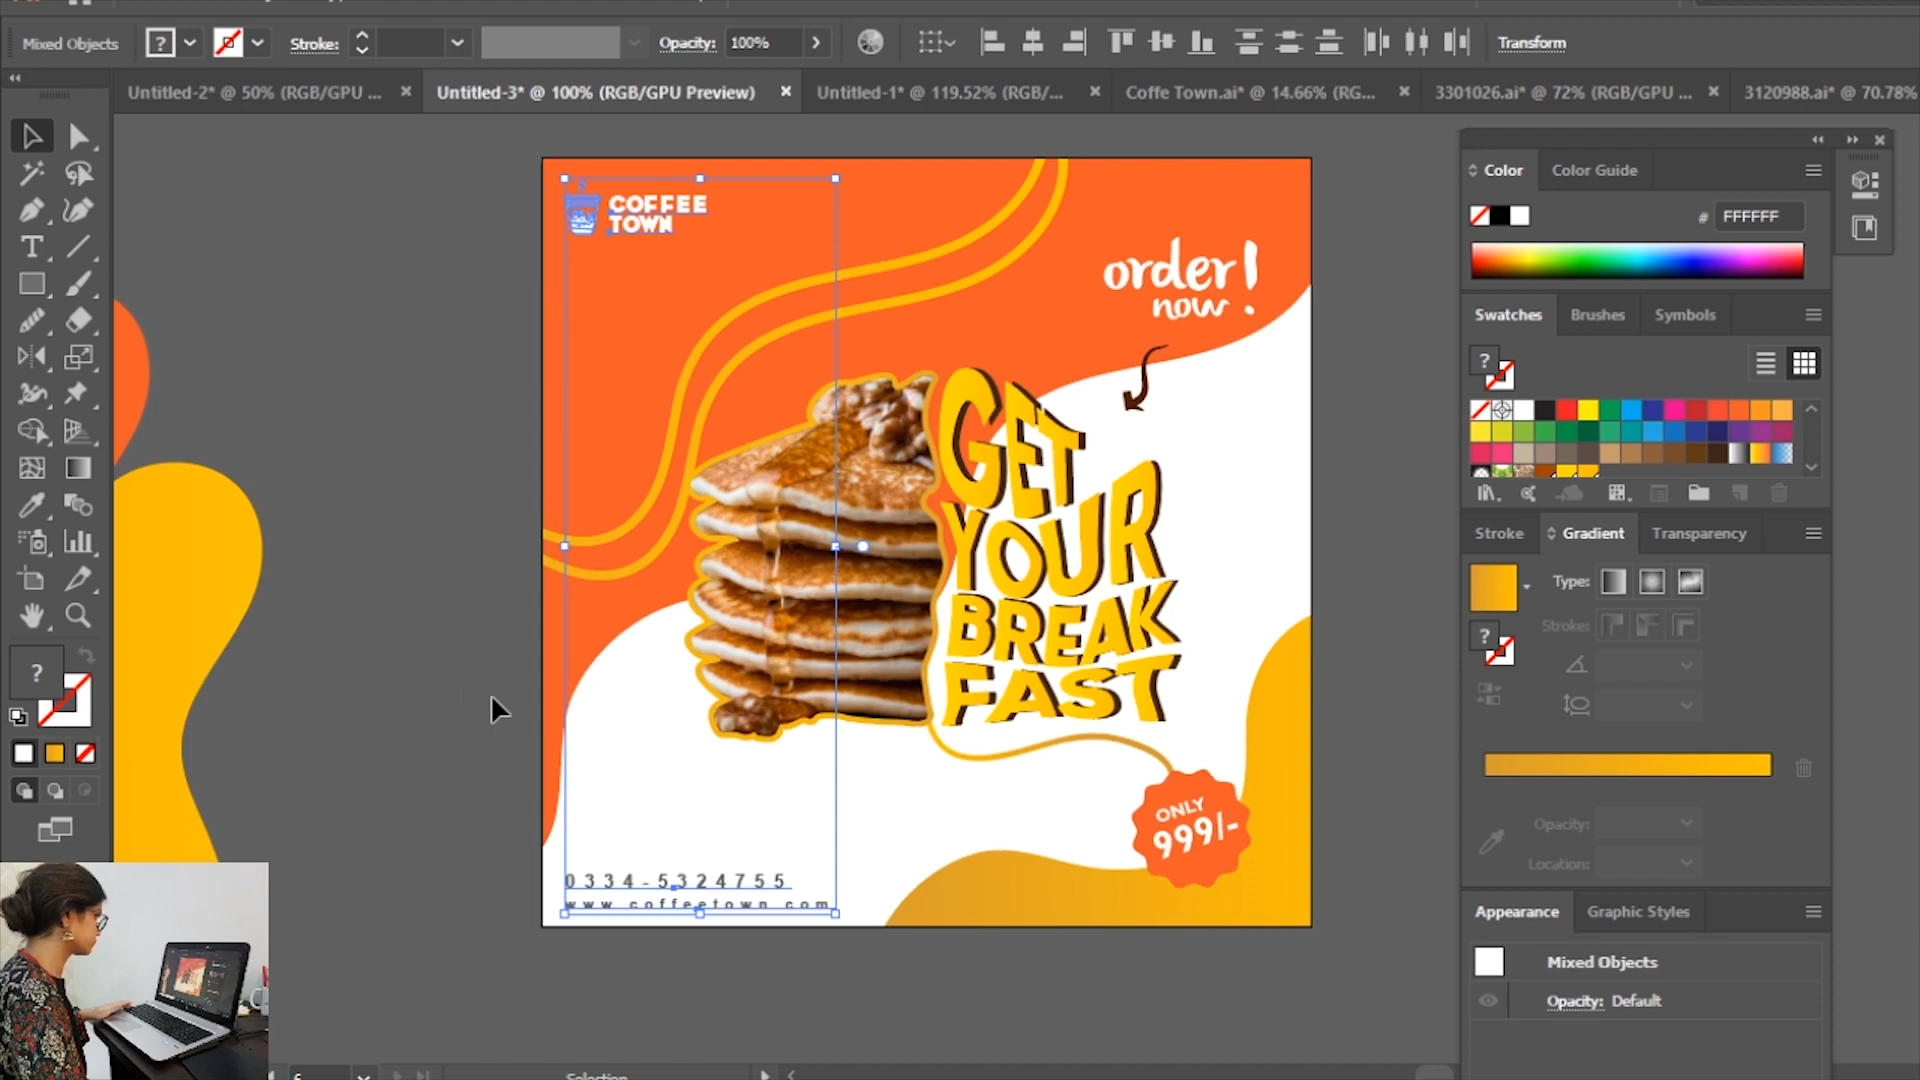 Mixed Objects
?
Stroke:
Opacity: 100%
Transform
Untitled-2* @ 50% (RGB/GPU ...
Untitled-3* @ 100% (RGB/GPU Preview)
Untitled-1* @ 119.52% (RGB/...
Coffe Town.ai* @ 14.66% (RG...
3301026.ai* @ 72% (RGB/GPU ...
3120988.ai* @ 70.78%
COFFEE
TOWN
order!
now .
GET
YOUR
BREAK
FAST
ONLY
999/-
0334-5324755
www.coffeetown.com
?
Color
Color Guide
# FFFFFF
Swatches
Brushes
Symbols
?
Stroke
Gradient
Transparency
Type:
Stroke:
?
Opacity:
Location:
Appearance
Graphic Styles
Mixed Objects
Opacity: Default
Selection